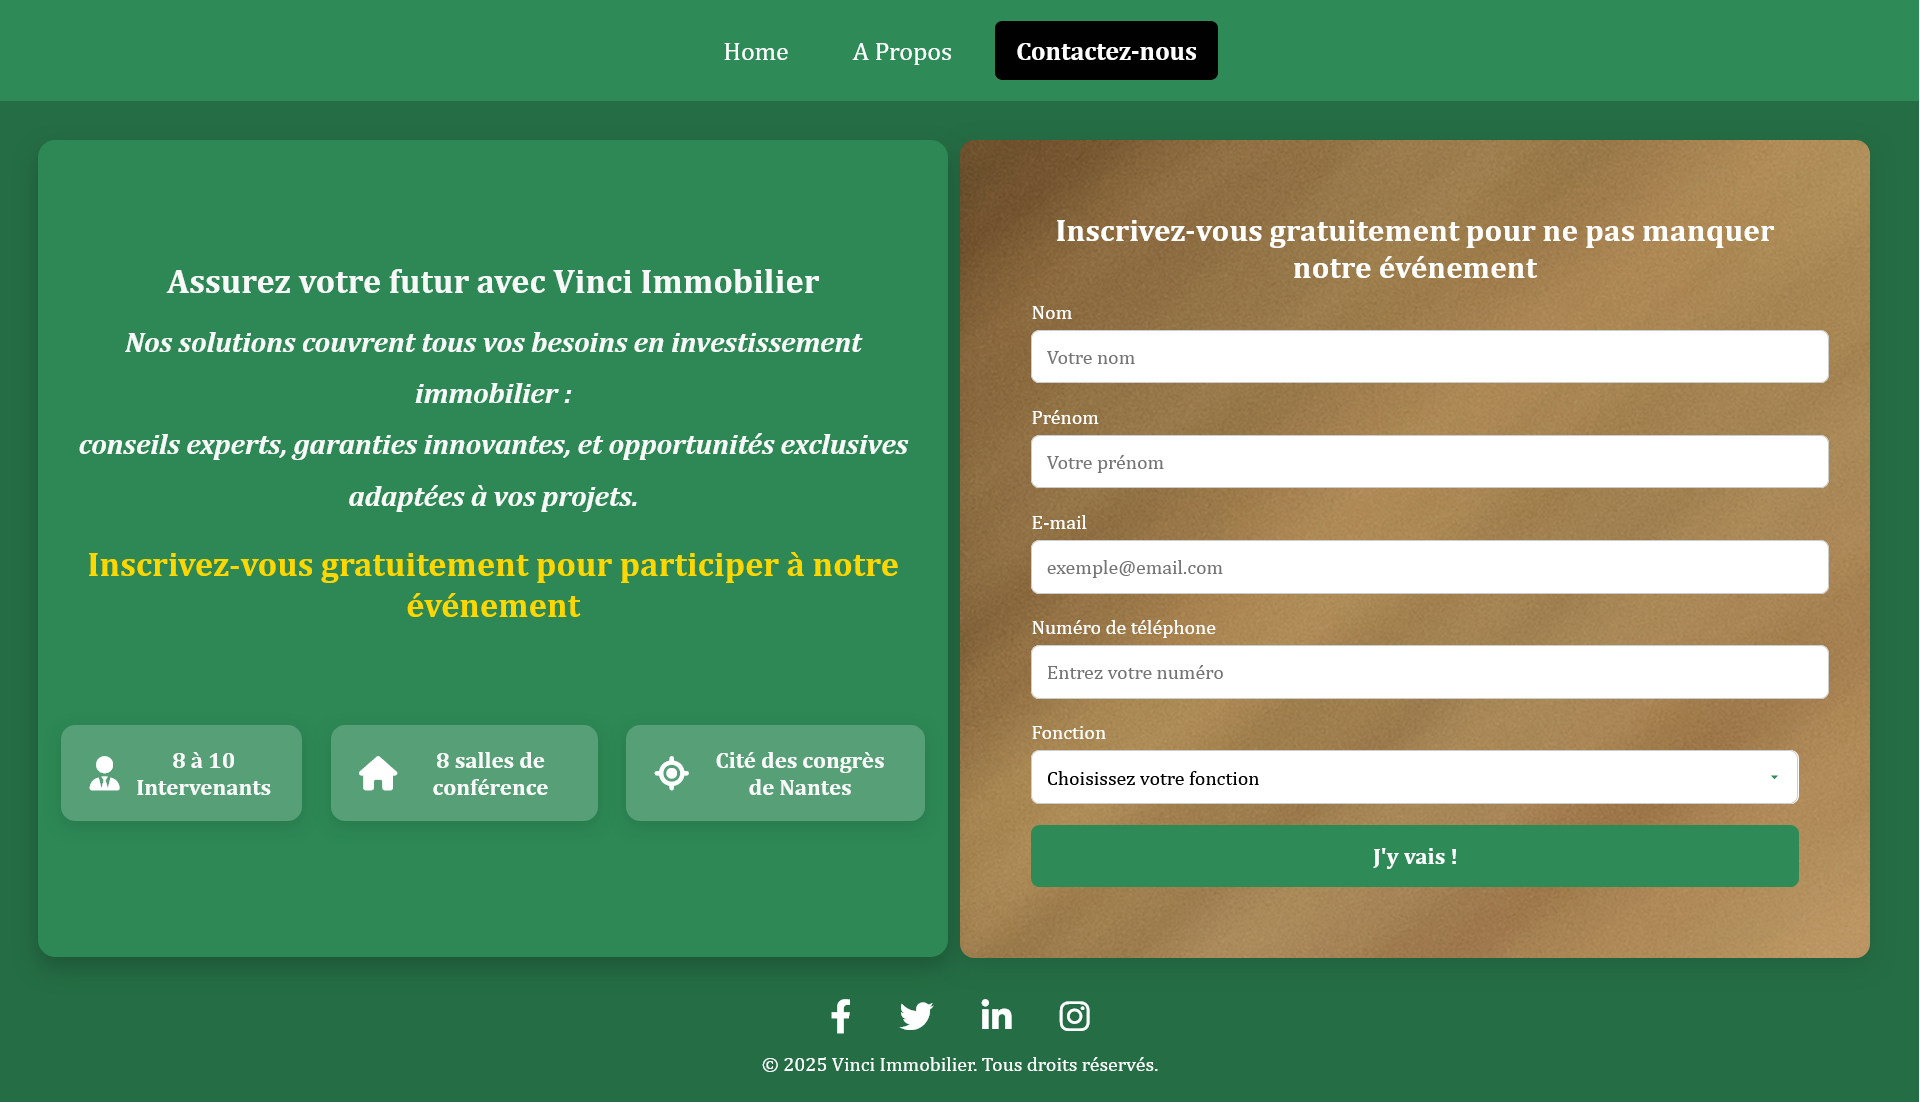 Home
A Propos
Contactez-nous
Assurez votre futur avec Vinci Immobilier
Nos solutions couvrent tous vos besoins en investissement
immobilier :
conseils experts, garanties innovantes, et opportunités exclusives
adaptées à vos projets.
Inscrivez-vous gratuitement pour participer à notre
événement
8 à 10
Intervenants
8 salles de
conférence
Cité des congrès
de Nantes
Inscrivez-vous gratuitement pour ne pas manquer
notre événement
Nom
Votre nom
Prénom
Votre prénom
E-mail
exemple@email.com
Numéro de téléphone
Entrez votre numéro
Fonction
Choisissez votre fonction
J'y vais !
© 2025 Vinci Immobilier. Tous droits réservés.